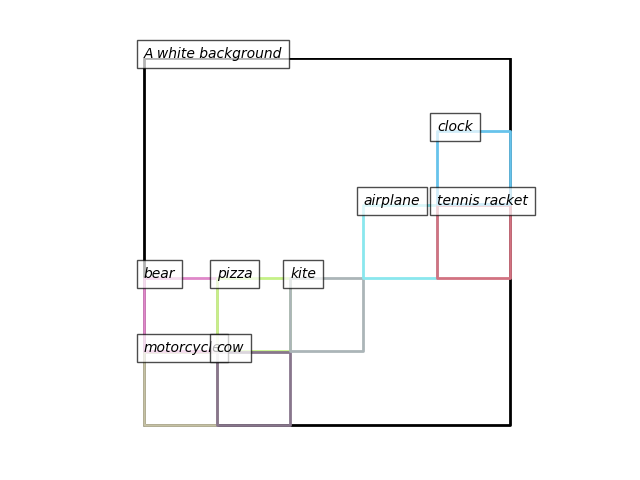 A white background
clock
airplane
tennis racket
bear
pizza
kite
motorcycle
cow